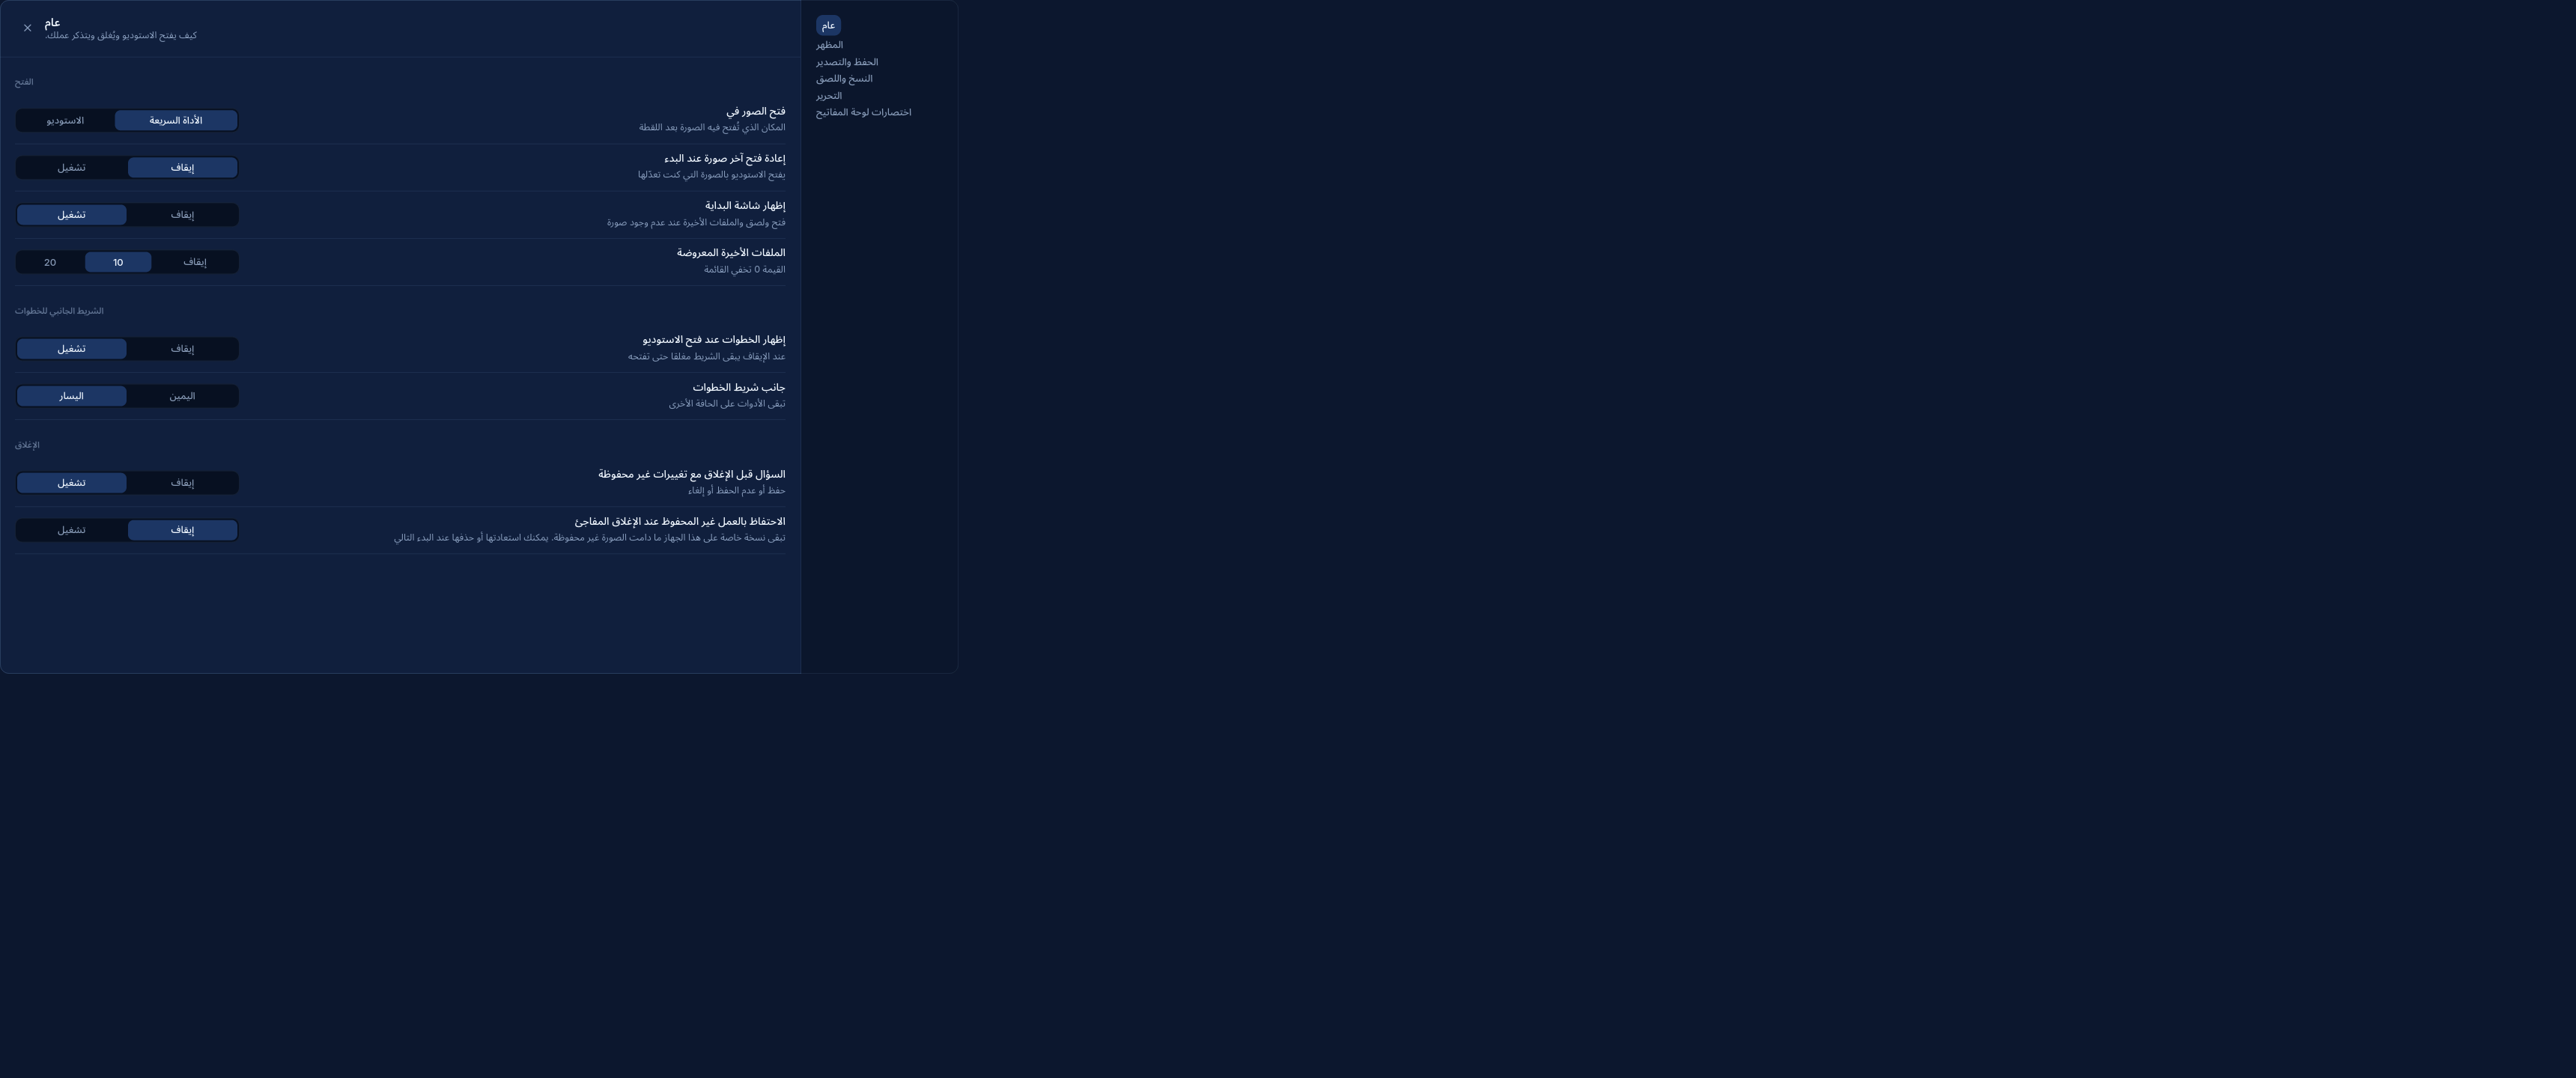 عام
المظهر
الحفظ والتصدير
النسخ واللصق
التحرير
اختصارات لوحة المفاتيح
عام
كيف يفتح الاستوديو ويُغلق ويتذكر عملك.
الفتح
فتح الصور في
المكان الذي تُفتح فيه الصورة بعد اللقطة
الأداة السريعة
الاستوديو
إعادة فتح آخر صورة عند البدء
يفتح الاستوديو بالصورة التي كنت تعدّلها
إيقاف
تشغيل
إظهار شاشة البداية
فتح ولصق والملفات الأخيرة عند عدم وجود صورة
إيقاف
تشغيل
الملفات الأخيرة المعروضة
القيمة 0 تخفي القائمة
إيقاف
10
20
الشريط الجانبي للخطوات
إظهار الخطوات عند فتح الاستوديو
عند الإيقاف يبقى الشريط مغلقا حتى تفتحه
إيقاف
تشغيل
جانب شريط الخطوات
تبقى الأدوات على الحافة الأخرى
اليمين
اليسار
الإغلاق
السؤال قبل الإغلاق مع تغييرات غير محفوظة
حفظ أو عدم الحفظ أو إلغاء
إيقاف
تشغيل
الاحتفاظ بالعمل غير المحفوظ عند الإغلاق المفاجئ
تبقى نسخة خاصة على هذا الجهاز ما دامت الصورة غير محفوظة. يمكنك استعادتها أو حذفها عند البدء التالي
إيقاف
تشغيل